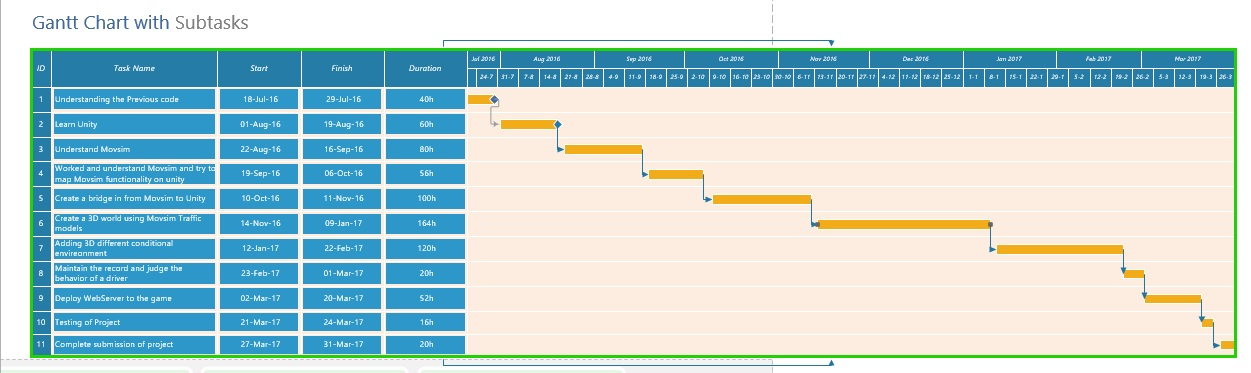 Gantt Chart with Subtasks
ID Task Name Start Finish Duration Jul 2016 Aug 2016 Sep 2016 Oct 2016 Nov 2016 Dec 2016 Jan 2017 Feb 2017 Mar 2017
24-7 31-7 7-8 14-8 21-8 28-8 4-9 11-9 18-9 25-9 2-10 9-10 16-10 23-10 30-10 6-11 13-11 20-11 27-11 4-12 11-12 18-12 25-12 1-1 8-1 15-1 22-1 29-1 5-2 12-2 19-2 26-2 5-3 12-3 19-3 26-3
1 Understanding the Previous code 18-Jul-16 29-Jul-16 40h
2 Learn Unity 01-Aug-16 19-Aug-16 60h
3 Understand Movsim 22-Aug-16 16-Sep-16 80h
4 Worked and understand Movsim and try to 19-Sep-16 06-Oct-16 56h
map Movsim functionality on unity
5 Create a bridge in from Movsim to Unity 10-Oct-16 11-Nov-16 100h
6 Create a 3D world using Movsim Traffic 14-Nov-16 09-Jan-17 164h
models
7 Adding 3D different conditional 12-Jan-17 22-Feb-17 120h
environment
8 Maintain the record and judge the 23-Feb-17 01-Mar-17 20h
behavior of a driver
9 Deploy WebServer to the game 02-Mar-17 20-Mar-17 52h
10 Testing of Project 21-Mar-17 24-Mar-17 16h
11 Complete submission of project 27-Mar-17 31-Mar-17 20h